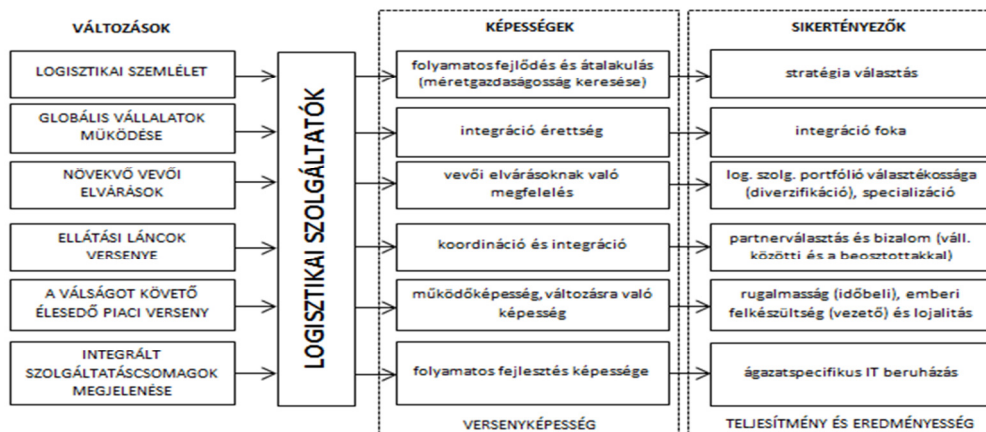 VÁLTOZÁSOK
LOGISZTIKAI SZEMLÉLET
GLOBÁLIS VÁLLALATOK
MŰKÖDÉSE
NÖVEKVŐ VEVŐI
ELVÁRÁSOK
ELLÁTÁSI LÁNCOK
VERSENYE
A VÁLSÁGOT KÖVETŐ
ÉLESEDŐ PIACI VERSENY
INTEGRÁLT
SZOLGÁLTATÁSCSOMAGOK
MEGJELENÉSE
LOGISZTIKAI SZOLGÁLTATÓK
KÉPESSÉGEK
folyamatos fejlődés és átalakulás
(méretgazdaságosság keresése)
integráció érettség
vevői elvárásoknak való
megfelelés
koordináció és integráció
működőképesség, változásra való
képesség
folyamatos fejlesztés képessége
VERSENYKÉPESSÉG
SIKERTÉNYEZŐK
stratégia választás
integráció foka
log. szolg. portfólió választékossága
(diverzifikáció), specializáció
partnerválasztás és bizalom (váll.
közötti és a beosztottakkal)
rugalmasság (időbeli), emberi
felkészültség (vezető) és lojalitás
ágazatspecifikus IT beruházás
TELJESÍTMÉNY ÉS EREDMÉNYESSÉG